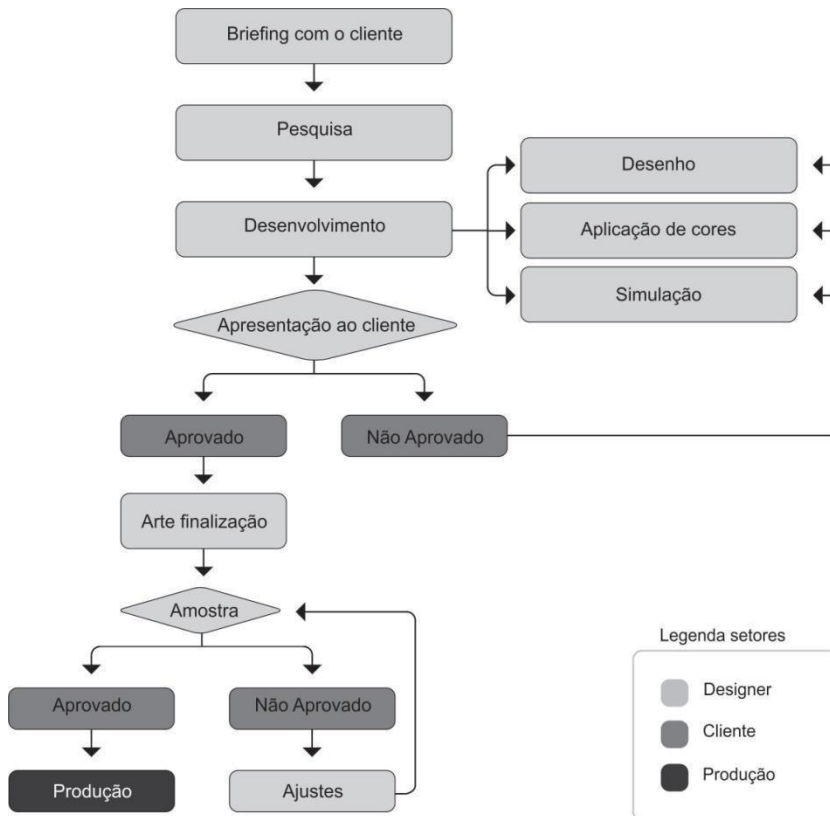 Briefing com o cliente
Pesquisa
Desenvolvimento
Desenho
Aplicação de cores
Simulação
Apresentação ao cliente
Aprovado
Não Aprovado
Arte finalização
Amostra
Aprovado
Não Aprovado
Produção
Ajustes
Legenda setores
Designer
Cliente
Produção